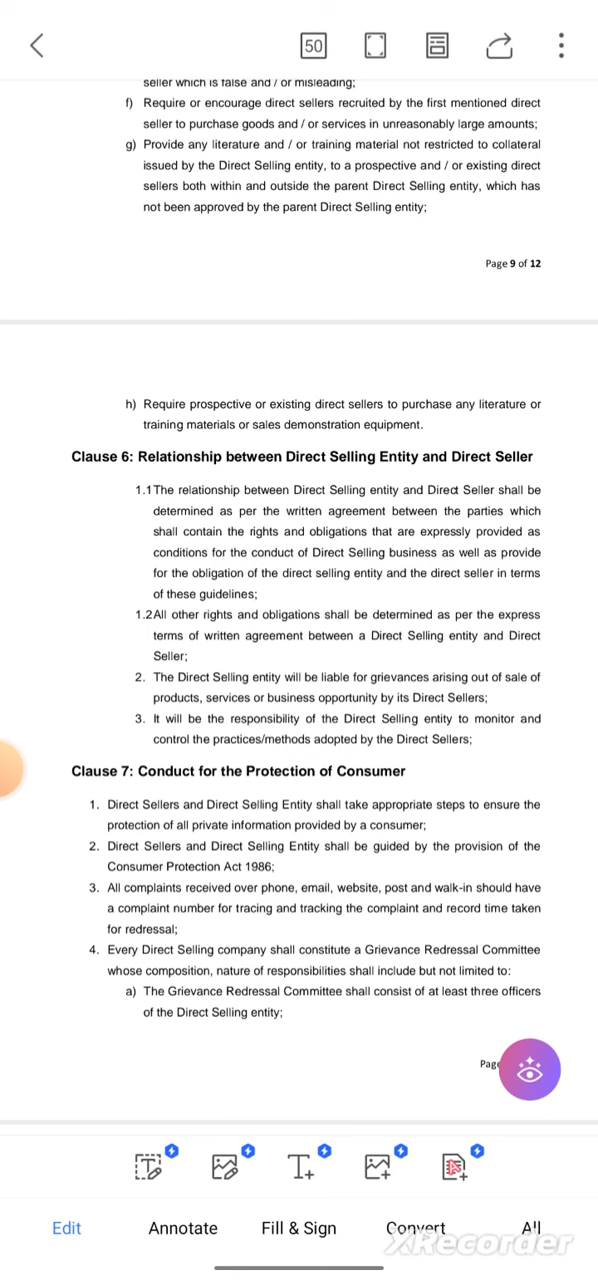 50
seller which is false and / or misleading;
f) Require or encourage direct sellers recruited by the first mentioned direct
seller to purchase goods and / or services in unreasonably large amounts;
g) Provide any literature and / or training material not restricted to collateral
issued by the Direct Selling entity, to a prospective and / or existing direct
sellers both within and outside the parent Direct Selling entity, which has
not been approved by the parent Direct Selling entity;
Page 9 of 12
h) Require prospective or existing direct sellers to purchase any literature or
training materials or sales demonstration equipment.
Clause 6: Relationship between Direct Selling Entity and Direct Seller
1.1The relationship between Direct Selling entity and Direct Seller shall be
determined as per the written agreement between the parties which
shall contain the rights and obligations that are expressly provided as
conditions for the conduct of Direct Selling business as well as provide
for the obligation of the direct selling entity and the direct seller in terms
of these guidelines;
1.2All other rights and obligations shall be determined as per the express
terms of written agreement between a Direct Selling entity and Direct
Seller;
2. The Direct Selling entity will be liable for grievances arising out of sale of
products, services or business opportunity by its Direct Sellers;
3. It will be the responsibility of the Direct Selling entity to monitor and
control the practices/methods adopted by the Direct Sellers;
Clause 7: Conduct for the Protection of Consumer
1. Direct Sellers and Direct Selling Entity shall take appropriate steps to ensure the
protection of all private information provided by a consumer;
2. Direct Sellers and Direct Selling Entity shall be guided by the provision of the
Consumer Protection Act 1986;
3. All complaints received over phone, email, website, post and walk-in should have
a complaint number for tracing and tracking the complaint and record time taken
for redressal;
4. Every Direct Selling company shall constitute a Grievance Redressal Committee
whose composition, nature of responsibilities shall include but not limited to:
a) The Grievance Redressal Committee shall consist of at least three officers
of the Direct Selling entity;
Edit Annotate Fill & Sign Convert All
XRecorder